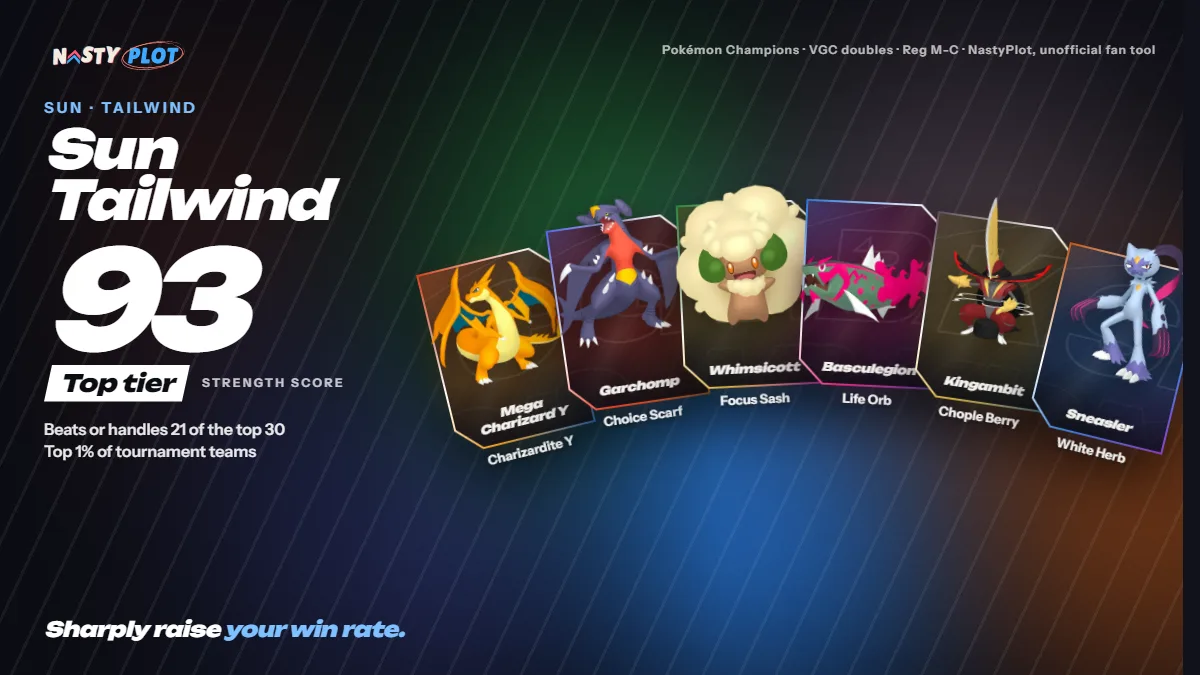 NASTY PLOT
Pokémon Champions · VGC doubles · Reg M-C · NastyPlot, unofficial fan tool
SUN · TAILWIND
Sun
Tailwind
93
Top tier
STRENGTH SCORE
Beats or handles 21 of the top 30
Top 1% of tournament teams
Mega
Charizard Y
Charizardite Y
Garchomp
Choice Scarf
Whimsicott
Focus Sash
Basculegion
Life Orb
Kingambit
Chople Berry
Sneasler
White Herb
Sharply raise your win rate.